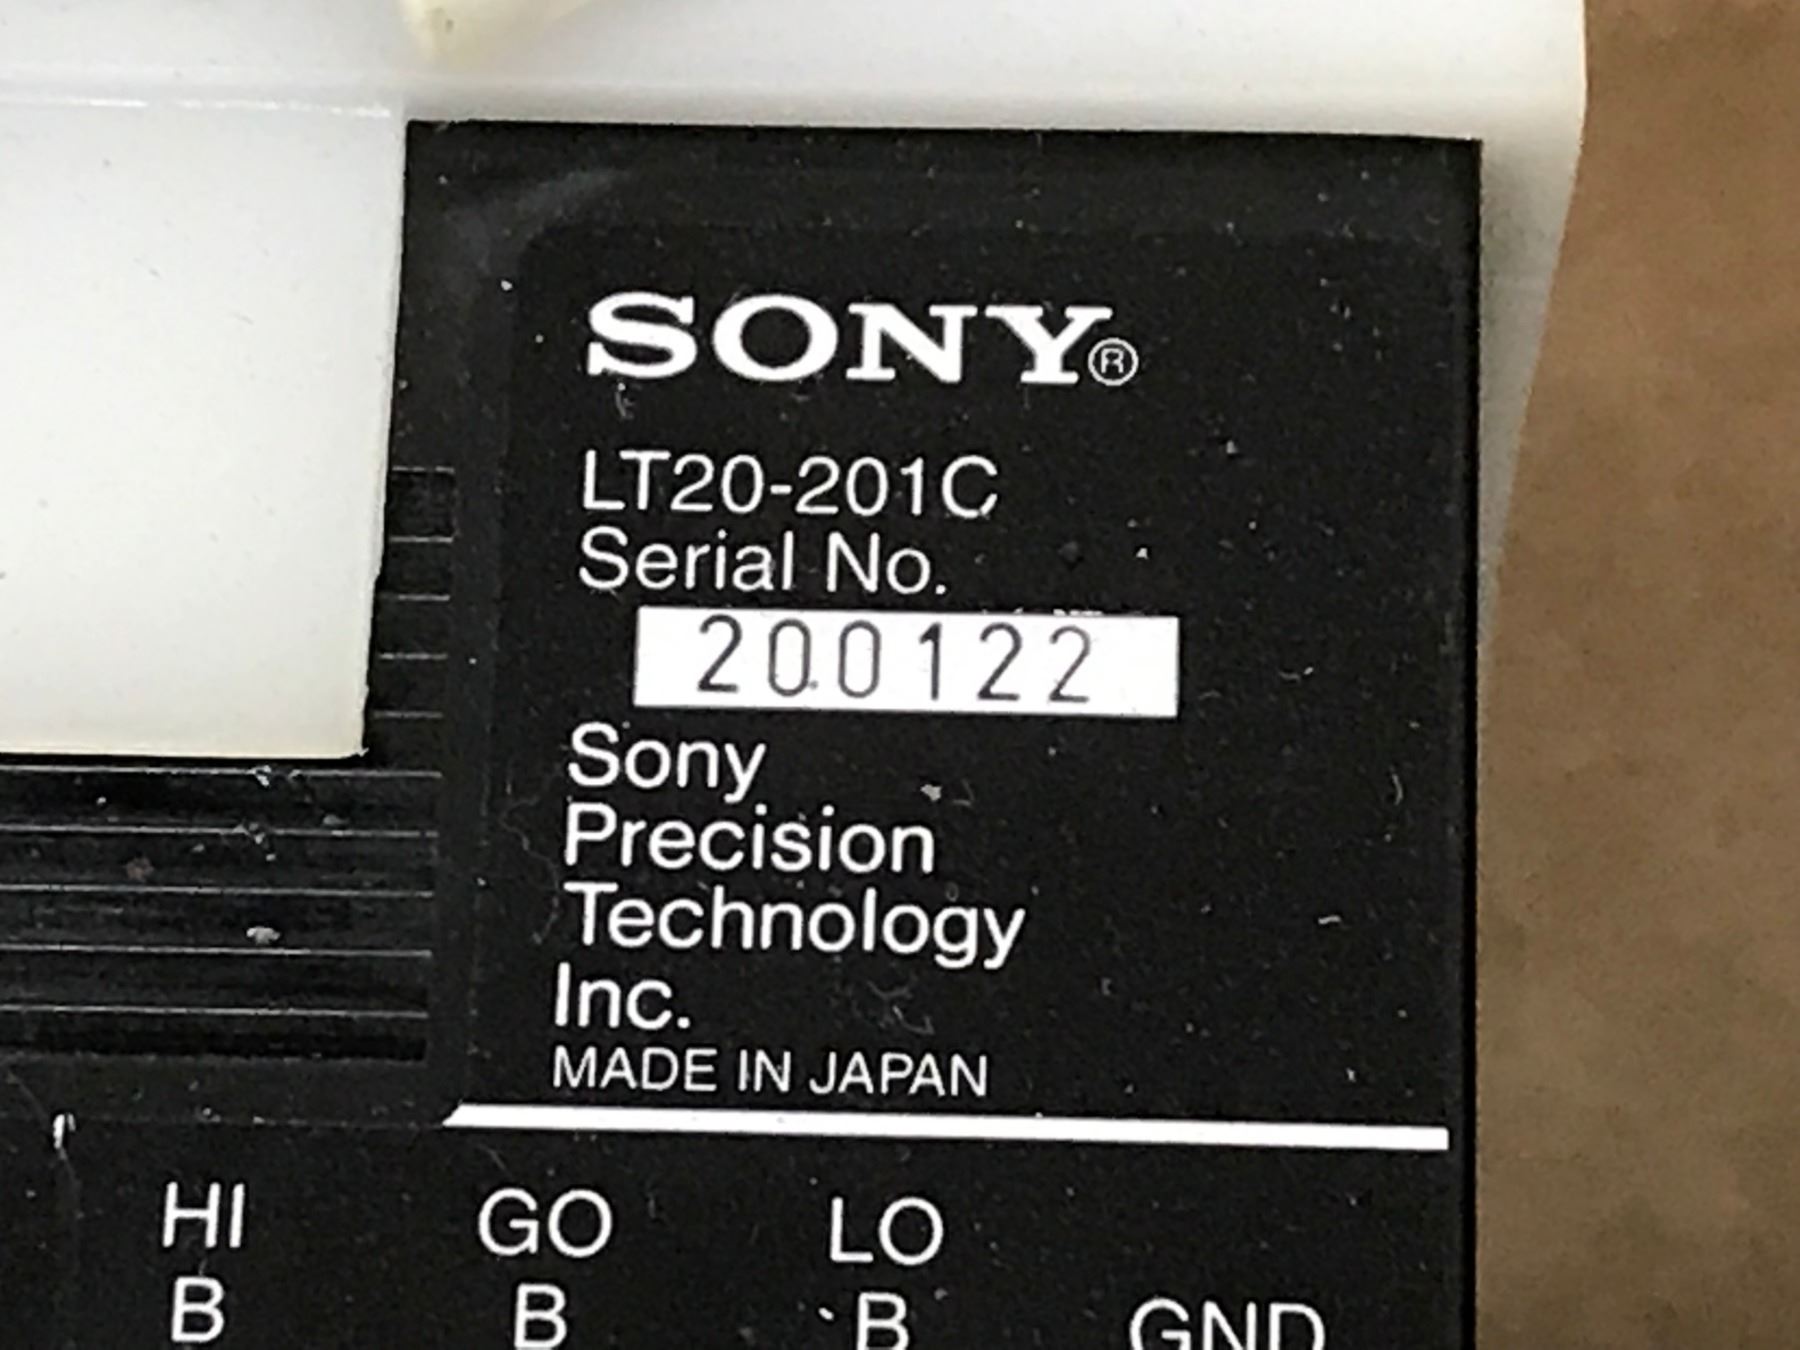 SONY®
LT20-201C
Serial No.
200122
Sony
Precision
Technology
Inc.
MADE IN JAPAN
HI GO LO
B B B GND